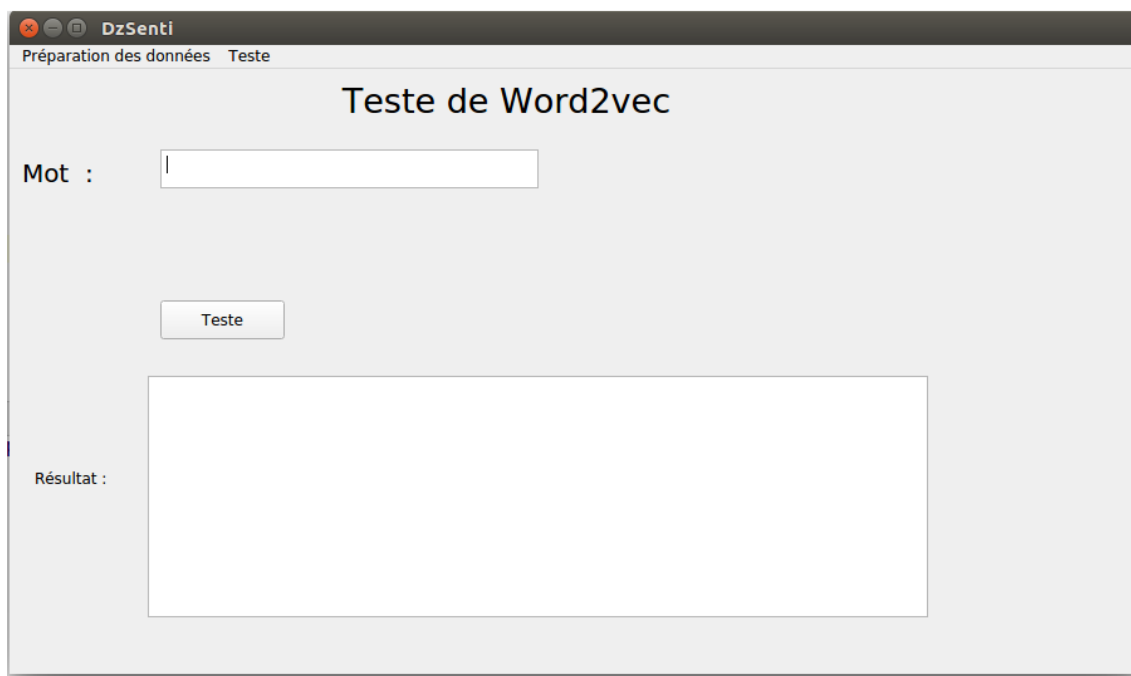 DzSenti
Préparation des données Teste
Teste de Word2vec
Mot :
Teste
Résultat :